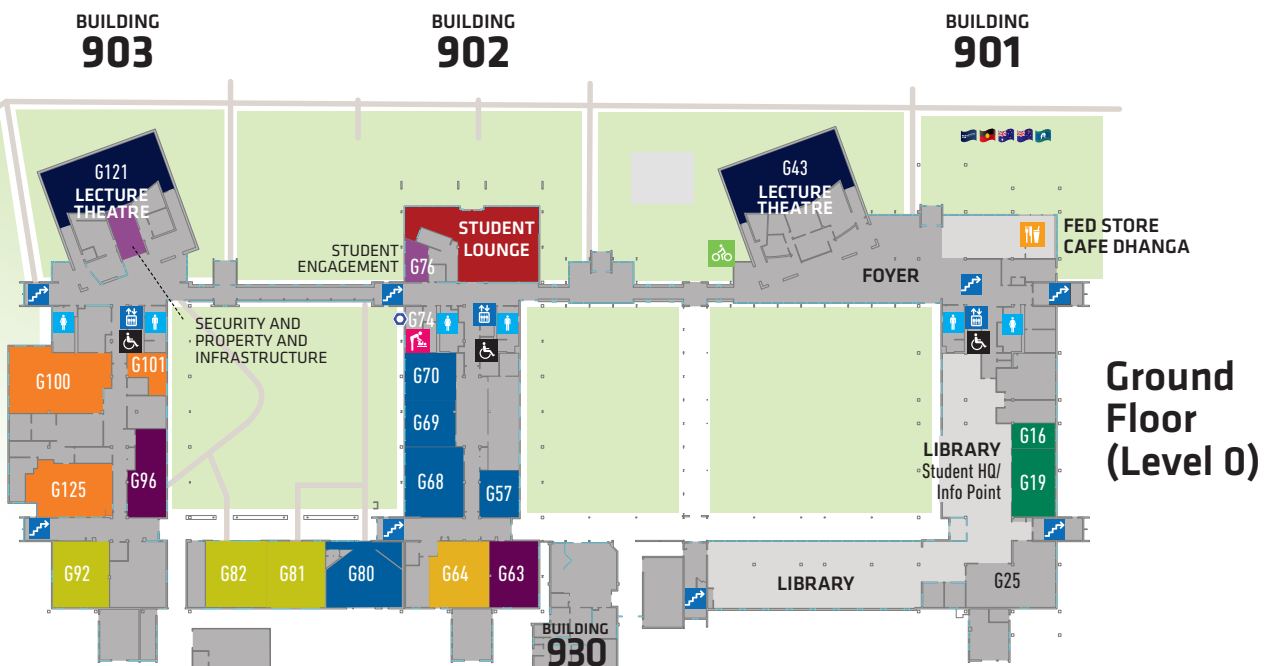 BUILDING
903
BUILDING
902
BUILDING
901
G121
LECTURE
THEATRE
G43
LECTURE
THEATRE
STUDENT
LOUNGE
STUDENT
ENGAGEMENT
G76
FED STORE
CAFE DHANGA
FOYER
SECURITY AND
PROPERTY AND
INFRASTRUCTURE
G74
G100
G101
G70
G69
G68
G57
G96
G125
LIBRARY
Student HQ/
Info Point
G16
G19
Ground
Floor
(Level 0)
G92
G82
G81
G80
G64
G63
LIBRARY
G25
BUILDING
930